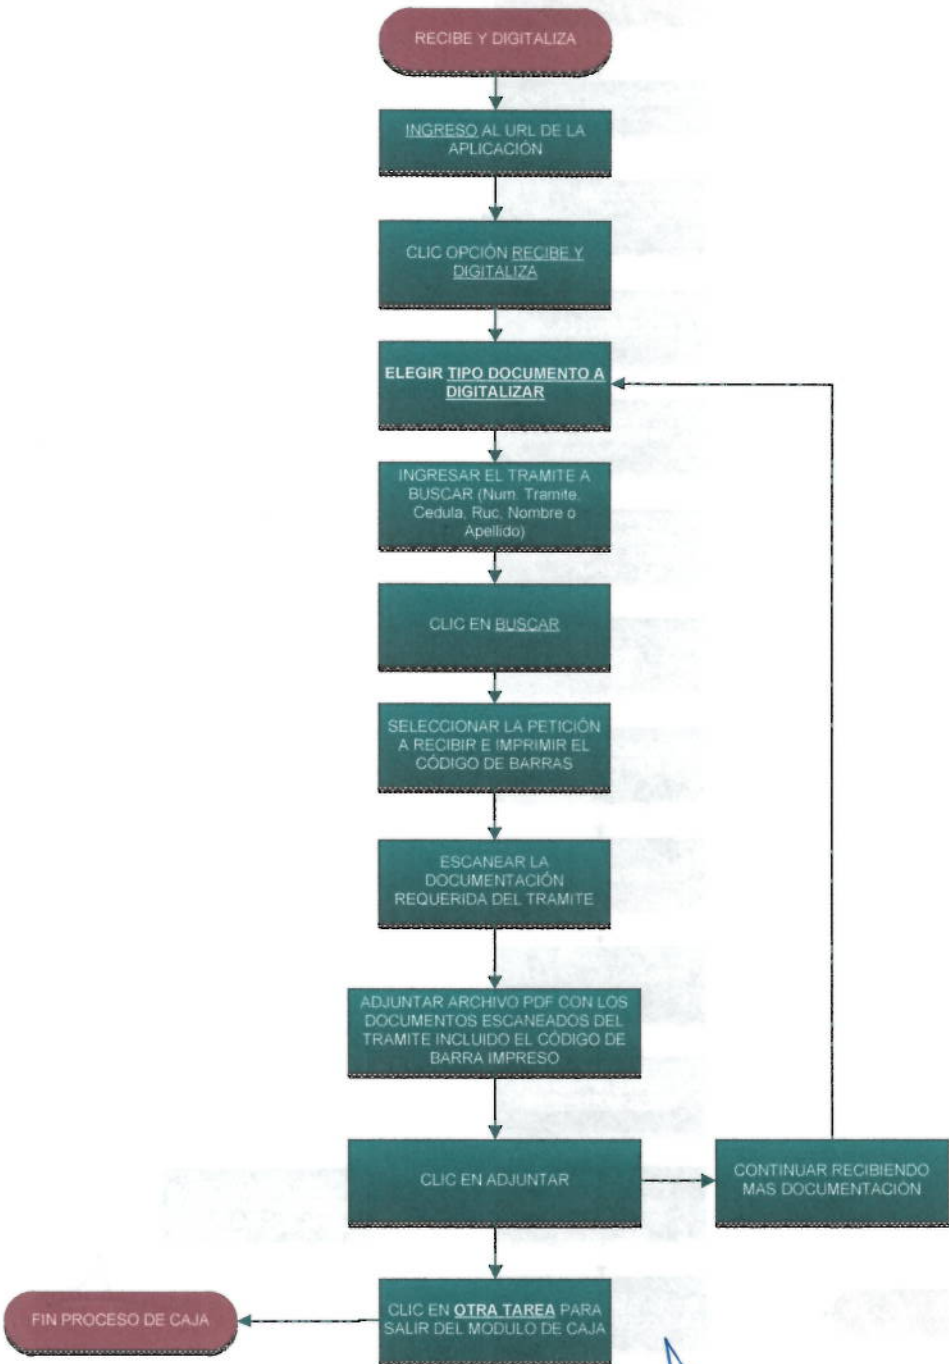 RECIBE Y DIGITALIZA
INGRESO AL URL DE LA
APLICACIÓN
CLIC OPCIÓN RECIBE Y
DIGITALIZA
ELEGIR TIPO DOCUMENTO A
DIGITALIZAR
INGRESAR EL TRAMITE A
BUSCAR (Num. Tramite,
Cedula, Ruc, Nombre o
Apellido)
CLIC EN BUSCAR
SELECCIONAR LA PETICIÓN
A RECIBIR E IMPRIMIR EL
CÓDIGO DE BARRAS
ESCANEAR LA
DOCUMENTACIÓN
REQUERIDA DEL TRAMITE
ADJUNTAR ARCHIVO PDF CON LOS
DOCUMENTOS ESCANEADOS DEL
TRAMITE INCLUIDO EL CÓDIGO DE
BARRA IMPRESO
CLIC EN ADJUNTAR
CONTINUAR RECIBIENDO
MAS DOCUMENTACIÓN
CLIC EN OTRA TAREA PARA
SALIR DEL MODULO DE CAJA
FIN PROCESO DE CAJA